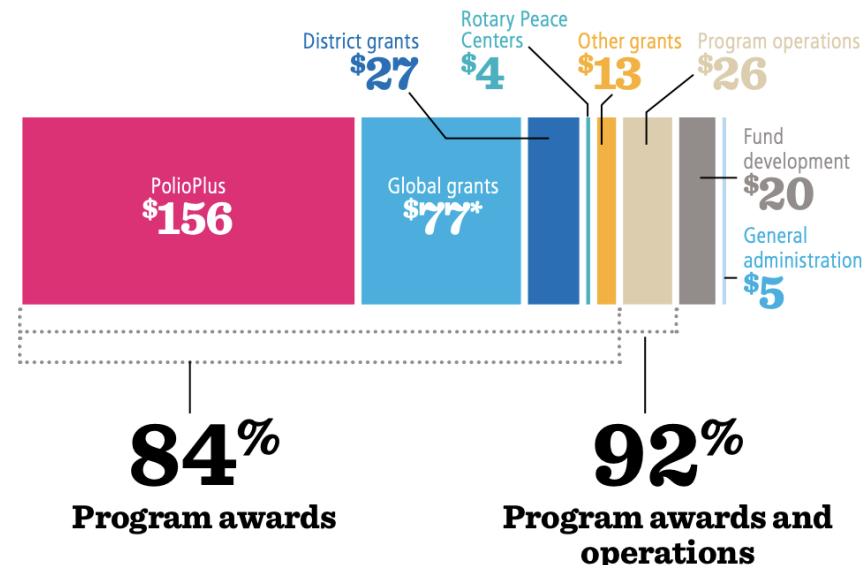 District grants
$27
Rotary Peace
Centers
$4
Other grants
$13
Program operations
$26
PolioPlus
$156
Global grants
$77*
Fund
development
$20
General
administration
$5
84%
Program awards
92%
Program awards and
operations